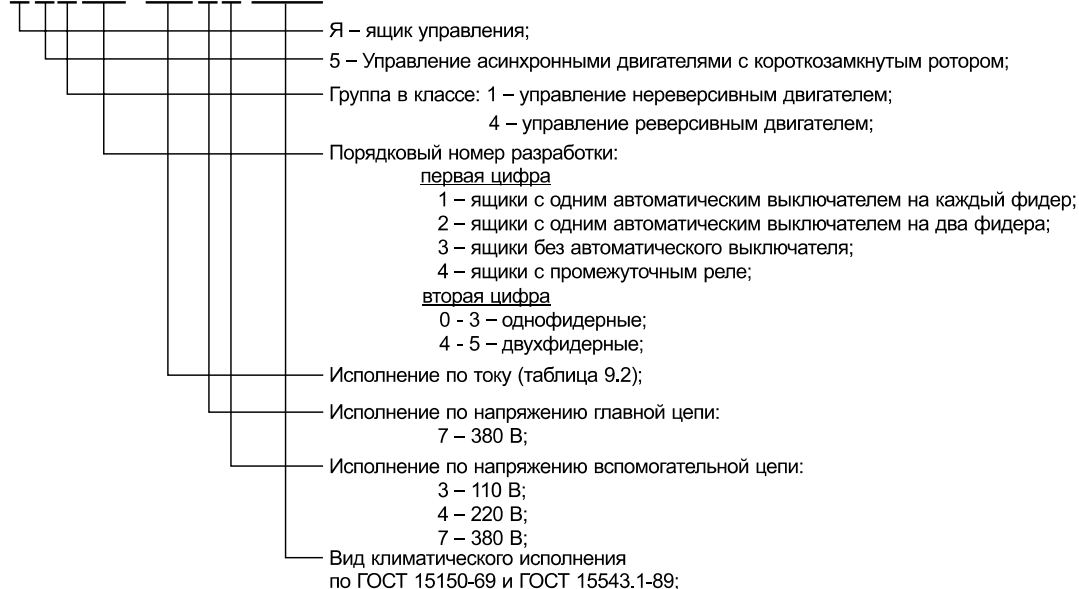 Я – ящик управления;
5 – Управление асинхронными двигателями с короткозамкнутым ротором;
Группа в классе: 1 – управление нереверсивным двигателем;
4 – управление реверсивным двигателем;
Порядковый номер разработки:
первая цифра
1 – ящики с одним автоматическим выключателем на каждый фидер;
2 – ящики с одним автоматическим выключателем на два фидера;
3 – ящики без автоматического выключателя;
4 – ящики с промежуточным реле;
вторая цифра
0 - 3 – однофидерные;
4 - 5 – двухфидерные;
Исполнение по току (таблица 9.2);
Исполнение по напряжению главной цепи:
7 – 380 В;
Исполнение по напряжению вспомогательной цепи:
3 – 110 В;
4 – 220 В;
7 – 380 В;
Вид климатического исполнения
по ГОСТ 15150-69 и ГОСТ 15543.1-89;